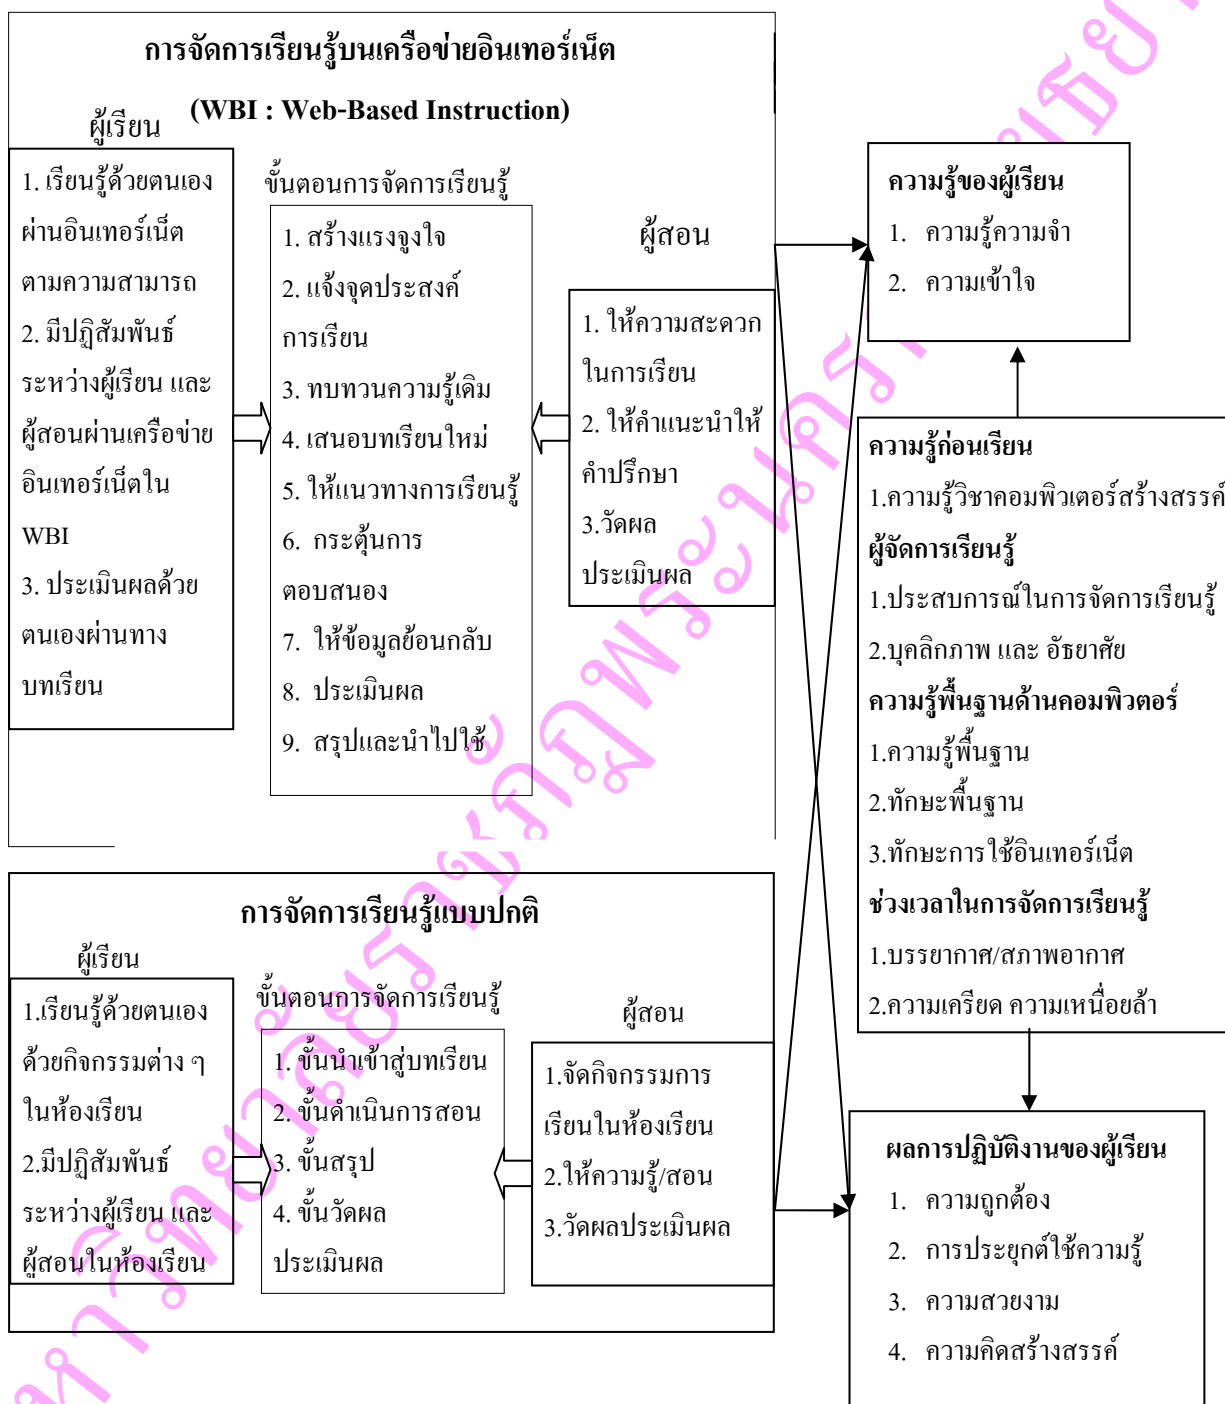 การจัดการเรียนรู้บนเครือข่ายอินเทอร์เน็ต
(WBI : Web-Based Instruction)
ผู้เรียน
1. เรียนรู้ด้วยตนเอง
ผ่านอินเทอร์เน็ต
ตามความสามารถ
2. มีปฏิสัมพันธ์
ระหว่างผู้เรียน และ
ผู้สอนผ่านเครือข่าย
อินเทอร์เน็ตใน
WBI
3. ประเมินผลด้วย
ตนเองผ่านทาง
บทเรียน
ขั้นตอนการจัดการเรียนรู้
1. สร้างแรงจูงใจ
2. แจ้งจุดประสงค์
การเรียน
3. ทบทวนความรู้เดิม
4. เสนอบทเรียนใหม่
5. ให้แนวทางการเรียนรู้
6. กระตุ้นการ
ตอบสนอง
7. ให้ข้อมูลย้อนกลับ
8. ประเมินผล
9. สรุปและนำไปใช้
ผู้สอน
1. ให้ความสะดวก
ในการเรียน
2. ให้คำแนะนำให้
คำปรึกษา
3.วัดผล
ประเมินผล
การจัดการเรียนรู้แบบปกติ
ผู้เรียน
1.เรียนรู้ด้วยตนเอง
ด้วยกิจกรรมต่าง ๆ
ในห้องเรียน
2.มีปฏิสัมพันธ์
ระหว่างผู้เรียน และ
ผู้สอนในห้องเรียน
ขั้นตอนการจัดการเรียนรู้
1. ขั้นนำเข้าสู่บทเรียน
2. ขั้นดำเนินการสอน
3. ขั้นสรุป
4. ขั้นวัดผล
ประเมินผล
ผู้สอน
1.จัดกิจกรรมการ
เรียนในห้องเรียน
2.ให้ความรู้/สอน
3.วัดผลประเมินผล
ความรู้ของผู้เรียน
1. ความรู้ความจำ
2. ความเข้าใจ
ความรู้ก่อนเรียน
1.ความรู้วิชาคอมพิวเตอร์สร้างสรรค์
ผู้จัดการเรียนรู้
1.ประสบการณ์ในการจัดการเรียนรู้
2.บุคลิกภาพ และ อัธยาศัย
ความรู้พื้นฐานด้านคอมพิวตอร์
1.ความรู้พื้นฐาน
2.ทักษะพื้นฐาน
3.ทักษะการใช้อินเทอร์เน็ต
ช่วงเวลาในการจัดการเรียนรู้
1.บรรยากาศ/สภาพอากาศ
2.ความเครียด ความเหนื่อยล้า
ผลการปฏิบัติงานของผู้เรียน
1. ความถูกต้อง
2. การประยุกต์ใช้ความรู้
3. ความสวยงาม
4. ความคิดสร้างสรรค์